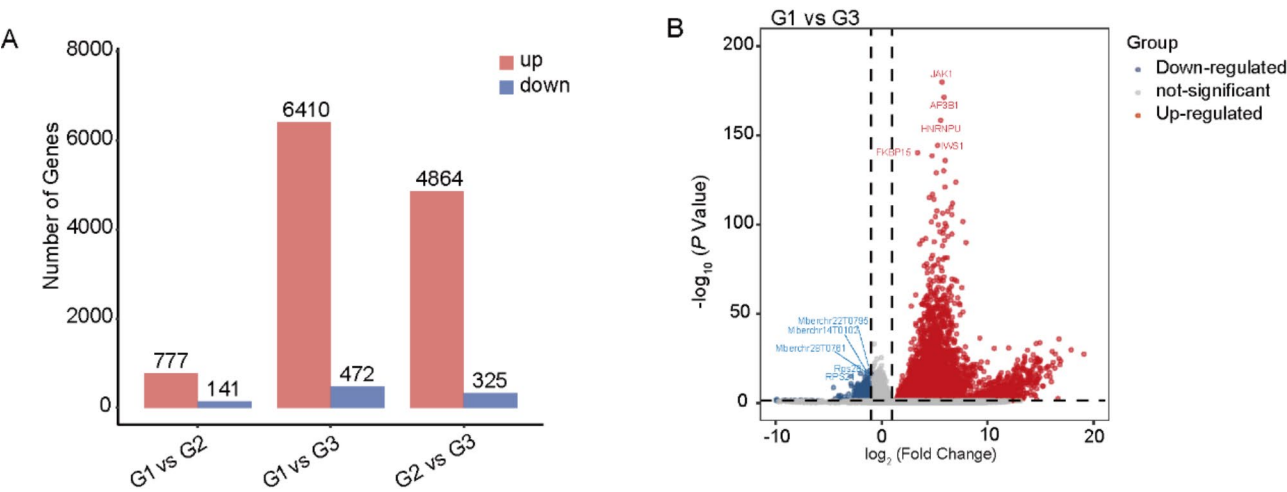 A
8000
6000
4000
2000
0
Number of Genes
up
down
777
141
6410
472
4864
325
G1 vs G2
G1 vs G3
G2 vs G3
B
G1 vs G3
200
150
100
50
0
-log10 (P Value)
JAK1
AP3B1
HNRNPU
IWS1
FKBP15
Mberchr22T0795
Mberchr14T0103
Mberchr28T0761
-10
0
10
20
log2 (Fold Change)
Group
Down-regulated
not-significant
Up-regulated